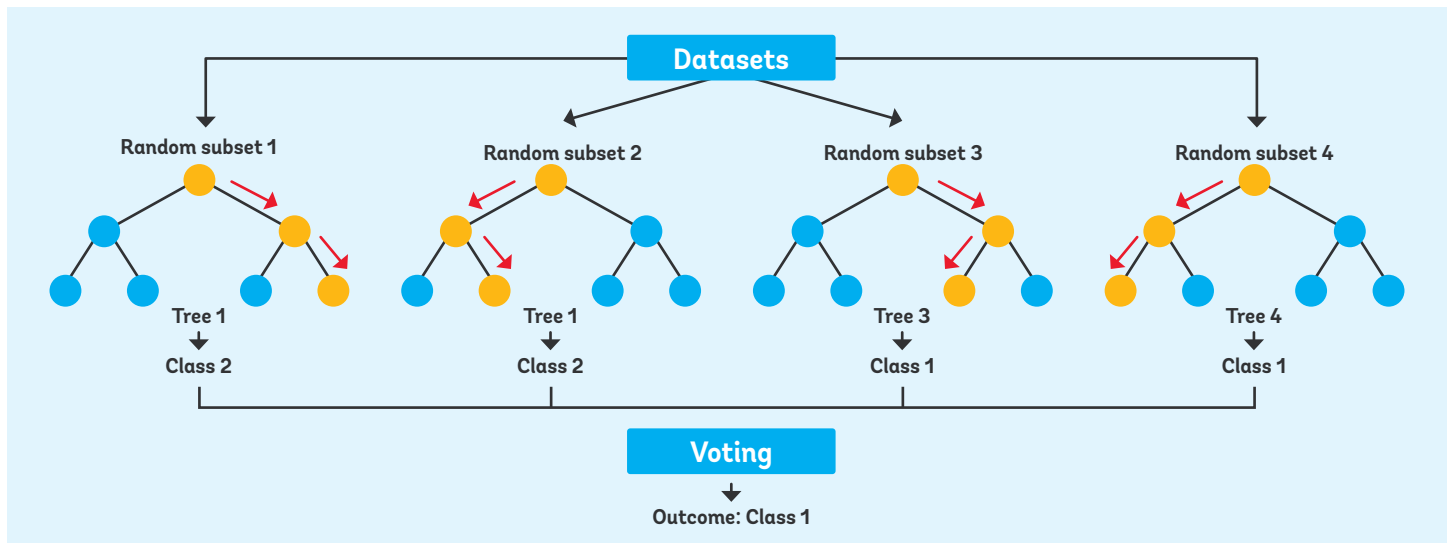 Datasets
Random subset 1
Random subset 2
Random subset 3
Random subset 4
Tree 1
Tree 1
Tree 3
Tree 4
Class 2
Class 2
Class 1
Class 1
Voting
Outcome: Class 1